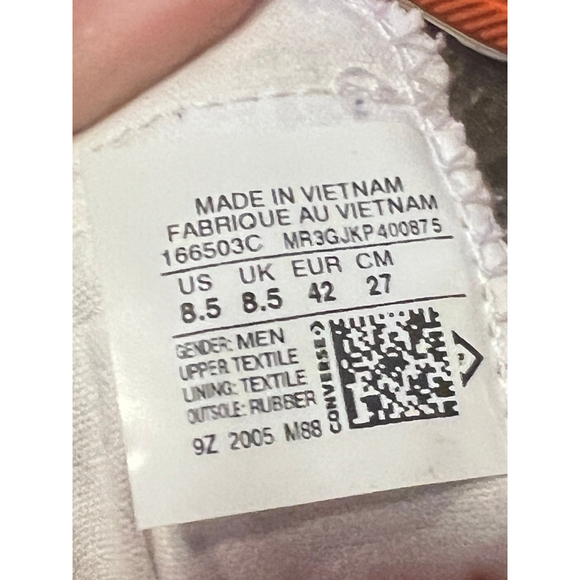 MADE IN VIETNAM
FABRIQUE AU VIETNAM
166503C MR3GJKP400875
US UK EUR CM
8.5 8.5 42 27
GENDER: MEN
UPPER TEXTILE
LINING: TEXTILE
OUTSOLE: RUBBER
9Z 2005 M88
CONVERSE
P